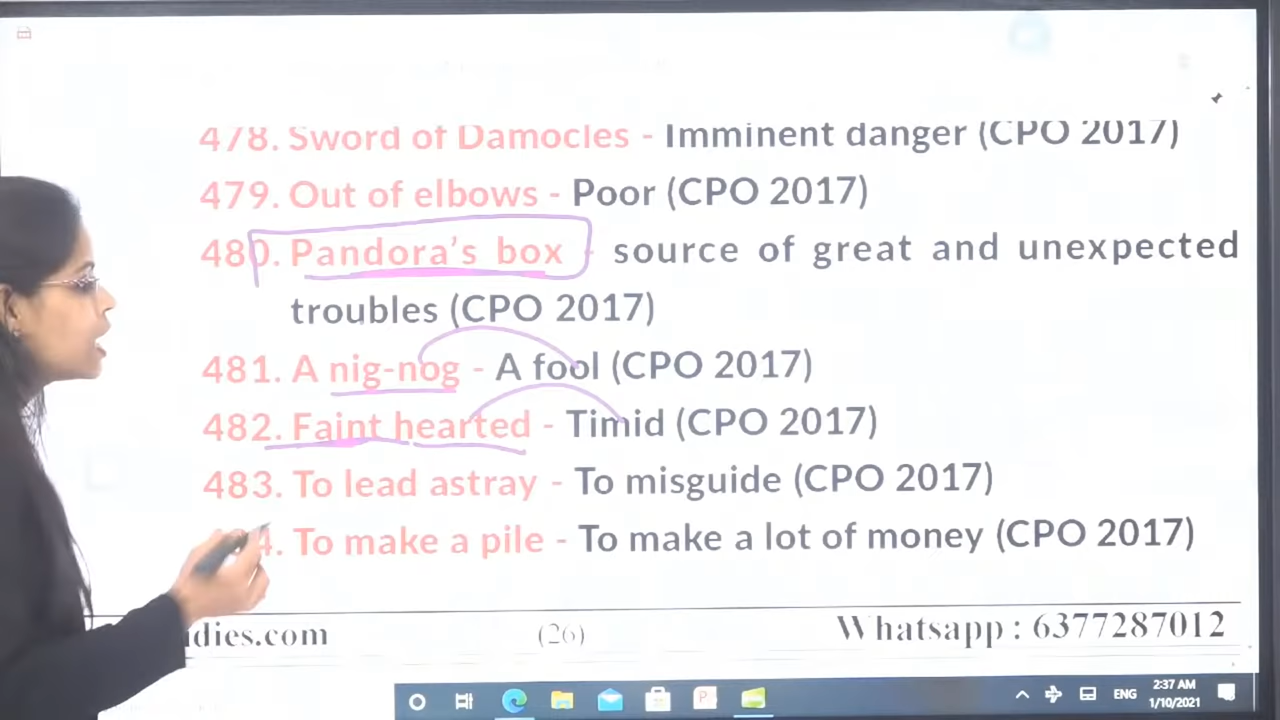 478. Sword of Damocles - Imminent danger (CPO 2017)
479. Out of elbows - Poor (CPO 2017)
480. Pandora's box - source of great and unexpected
troubles (CPO 2017)
481. A nig-nog - A fool (CPO 2017)
482. Faint hearted - Timid (CPO 2017)
483. To lead astray - To misguide (CPO 2017)
4. To make a pile - To make a lot of money (CPO 2017)
dies.com (26) Whatsapp : 6377287012
ENG 2:37 AM
1/10/2021